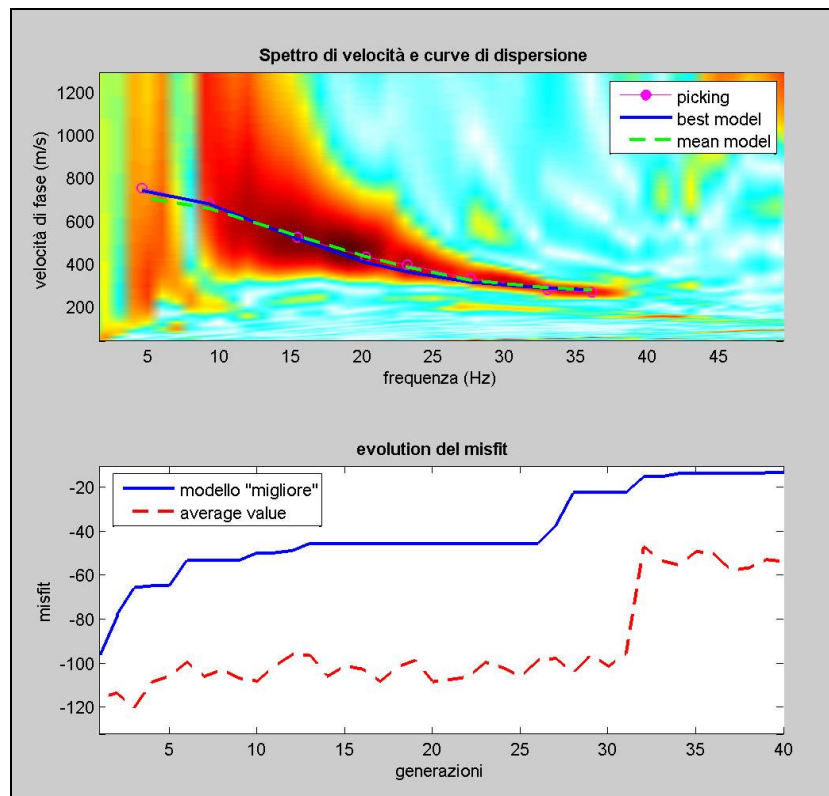 Spettro di velocità e curve di dispersione
1200
1000
800
600
400
200
velocità di fase (m/s)
picking
best model
mean model
5 10 15 20 25 30 35 40 45
frequenza (Hz)
evolution del misfit
-20
-40
-60
-80
-100
-120
misfit
modello "migliore"
average value
5 10 15 20 25 30 35 40
generazioni